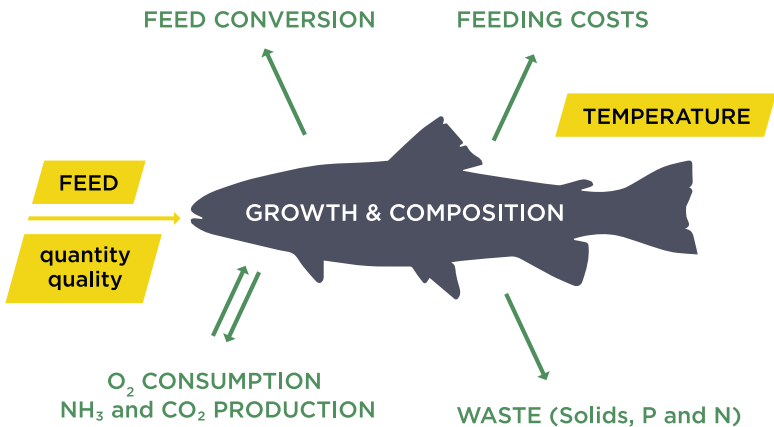 FEED CONVERSION
FEEDING COSTS
TEMPERATURE
FEED
GROWTH & COMPOSITION
quantity
quality
O₂ CONSUMPTION
NH₃ and CO₂ PRODUCTION
WASTE (Solids, P and N)